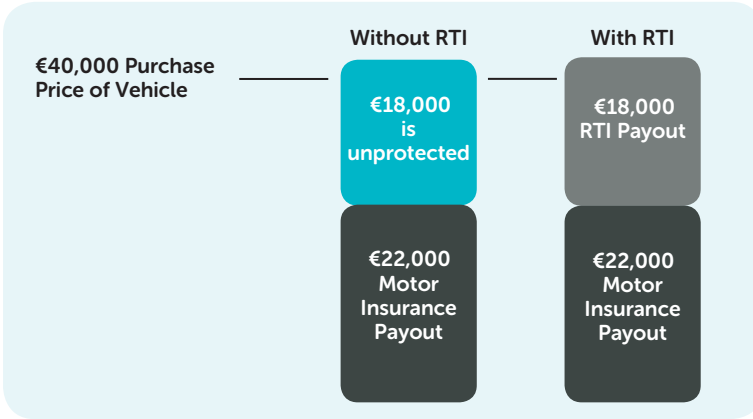 Without RTI
With RTI
€40,000 Purchase
Price of Vehicle
€18,000
is
unprotected
€18,000
RTI Payout
€22,000
Motor
Insurance
Payout
€22,000
Motor
Insurance
Payout